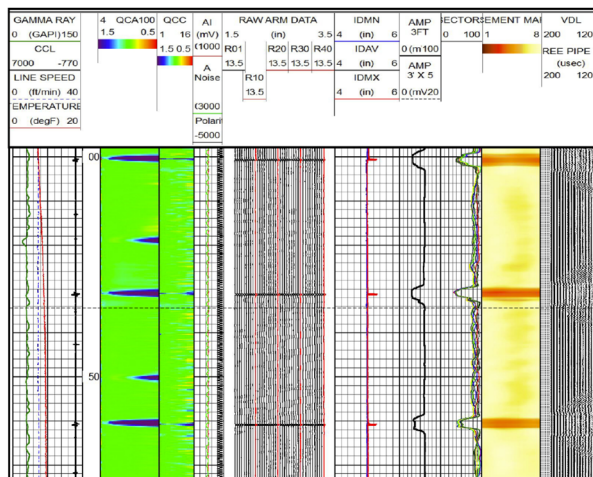 GAMMA RAY
0 (GAPI)150
CCL
7000 -770
LINE SPEED
0 (ft/min) 40
EMPERATURE
0 (degF) 20
4 QCA100
1.5 0.5
QCC
1 16
1.5 0.5
AI
(mV)
(1000
A
Noise
(3000
Polari
-5000
RAW ARM DATA
1.5 (in) 3.5
R01 R20 R30 R40
13.5 13.5 13.5 13.5
R10
13.5
IDMN
4 (in) 6
IDAV
4 (in) 6
IDMX
4 (in) 6
AMP
3FT
0 (m100
AMP
3' X 5
0 (mV20
SECTORS
0 100
EMENT MAI
1 8
VDL
200 120
REE PIPE
(usec)
200 120
00
50